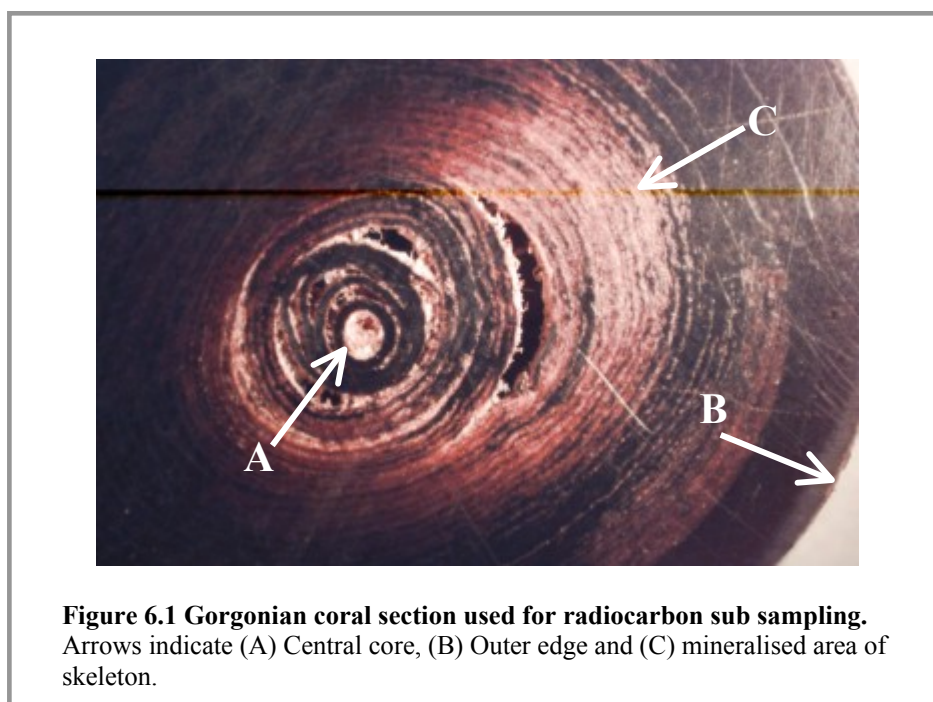 C
B
A
Figure 6.1 Gorgonian coral section used for radiocarbon sub sampling.
Arrows indicate (A) Central core, (B) Outer edge and (C) mineralised area of
skeleton.